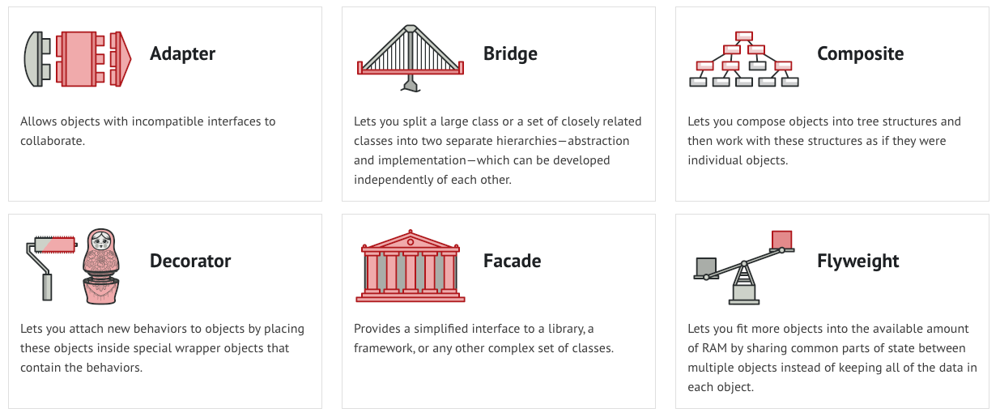 Adapter
Allows objects with incompatible interfaces to
collaborate.
Bridge
Lets you split a large class or a set of closely related
classes into two separate hierarchies—abstraction
and implementation—which can be developed
independently of each other.
Composite
Lets you compose objects into tree structures and
then work with these structures as if they were
individual objects.
Decorator
Lets you attach new behaviors to objects by placing
these objects inside special wrapper objects that
contain the behaviors.
Facade
Provides a simplified interface to a library, a
framework, or any other complex set of classes.
Flyweight
Lets you fit more objects into the available amount
of RAM by sharing common parts of state between
multiple objects instead of keeping all of the data in
each object.